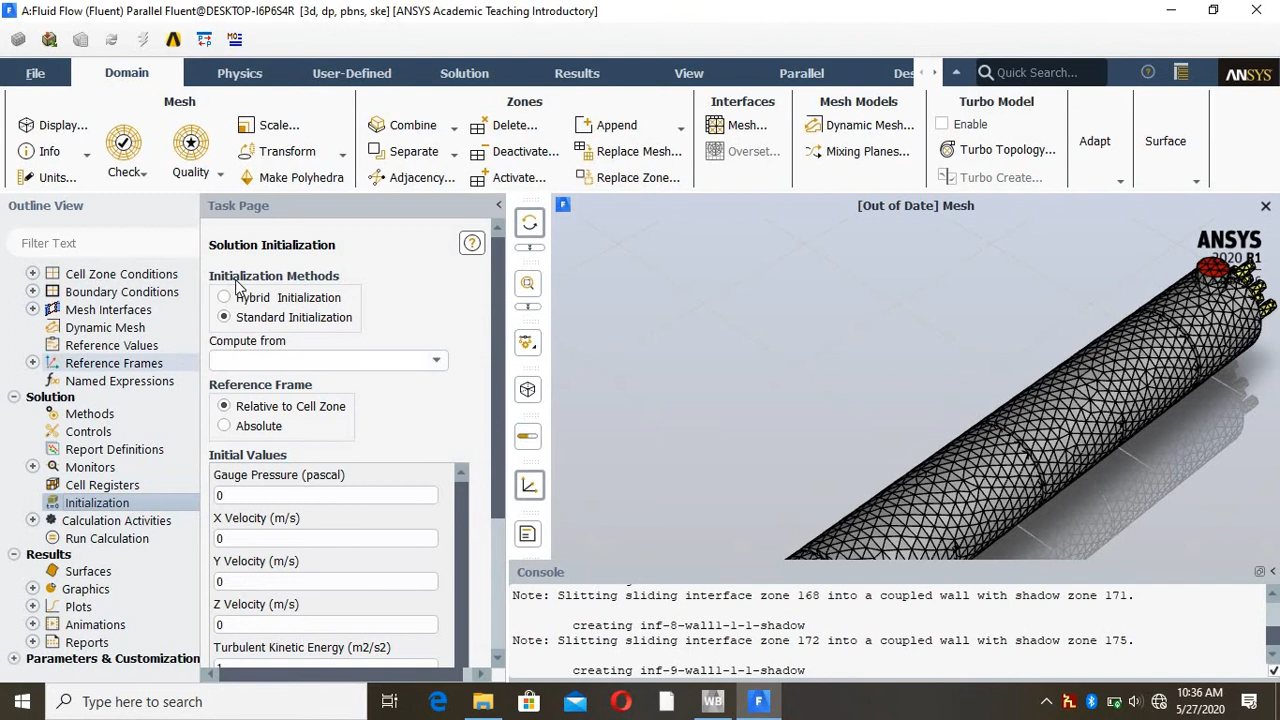 A:Fluid Flow (Fluent) Parallel Fluent@DESKTOP-I6P6S4R [3d, dp, pbns, ske] [ANSYS Academic Teaching Introductory]
File Domain Physics User-Defined Solution Results View Parallel Des Quick Search... ANSYS
Mesh Zones Interfaces Mesh Models Turbo Model
Display... Scale... Combine Delete... Append Mesh... Dynamic Mesh... Enable
Info Transform Separate Deactivate... Replace Mesh... Overset... Mixing Planes... Turbo Topology... Adapt Surface
Units... Check Quality Make Polyhedra Adjacency... Activate... Replace Zone... Turbo Create...
Outline View
Filter Text
Cell Zone Conditions
Boundary Conditions
Mesh Interfaces
Dynamic Mesh
Reference Values
Reference Frames
Named Expressions
Solution
Methods
Controls
Report Definitions
Monitors
Cell Registers
Initialization
Calculation Activities
Run Calculation
Results
Surfaces
Graphics
Plots
Animations
Reports
Parameters & Customization
Task Page
Solution Initialization
Initialization Methods
Hybrid Initialization
Standard Initialization
Compute from
Reference Frame
Relative to Cell Zone
Absolute
Initial Values
Gauge Pressure (pascal)
0
X Velocity (m/s)
0
Y Velocity (m/s)
0
Z Velocity (m/s)
0
Turbulent Kinetic Energy (m2/s2)
1
[Out of Date] Mesh
ANSYS
2020 R1
Console
Note: Slitting sliding interface zone 168 into a coupled wall with shadow zone 171.
creating inf-8-wall1-1-1-shadow
Note: Slitting sliding interface zone 172 into a coupled wall with shadow zone 175.
creating inf-9-wall1-1-1-shadow
Type here to search
WB
F
10:36 AM
5/27/2020